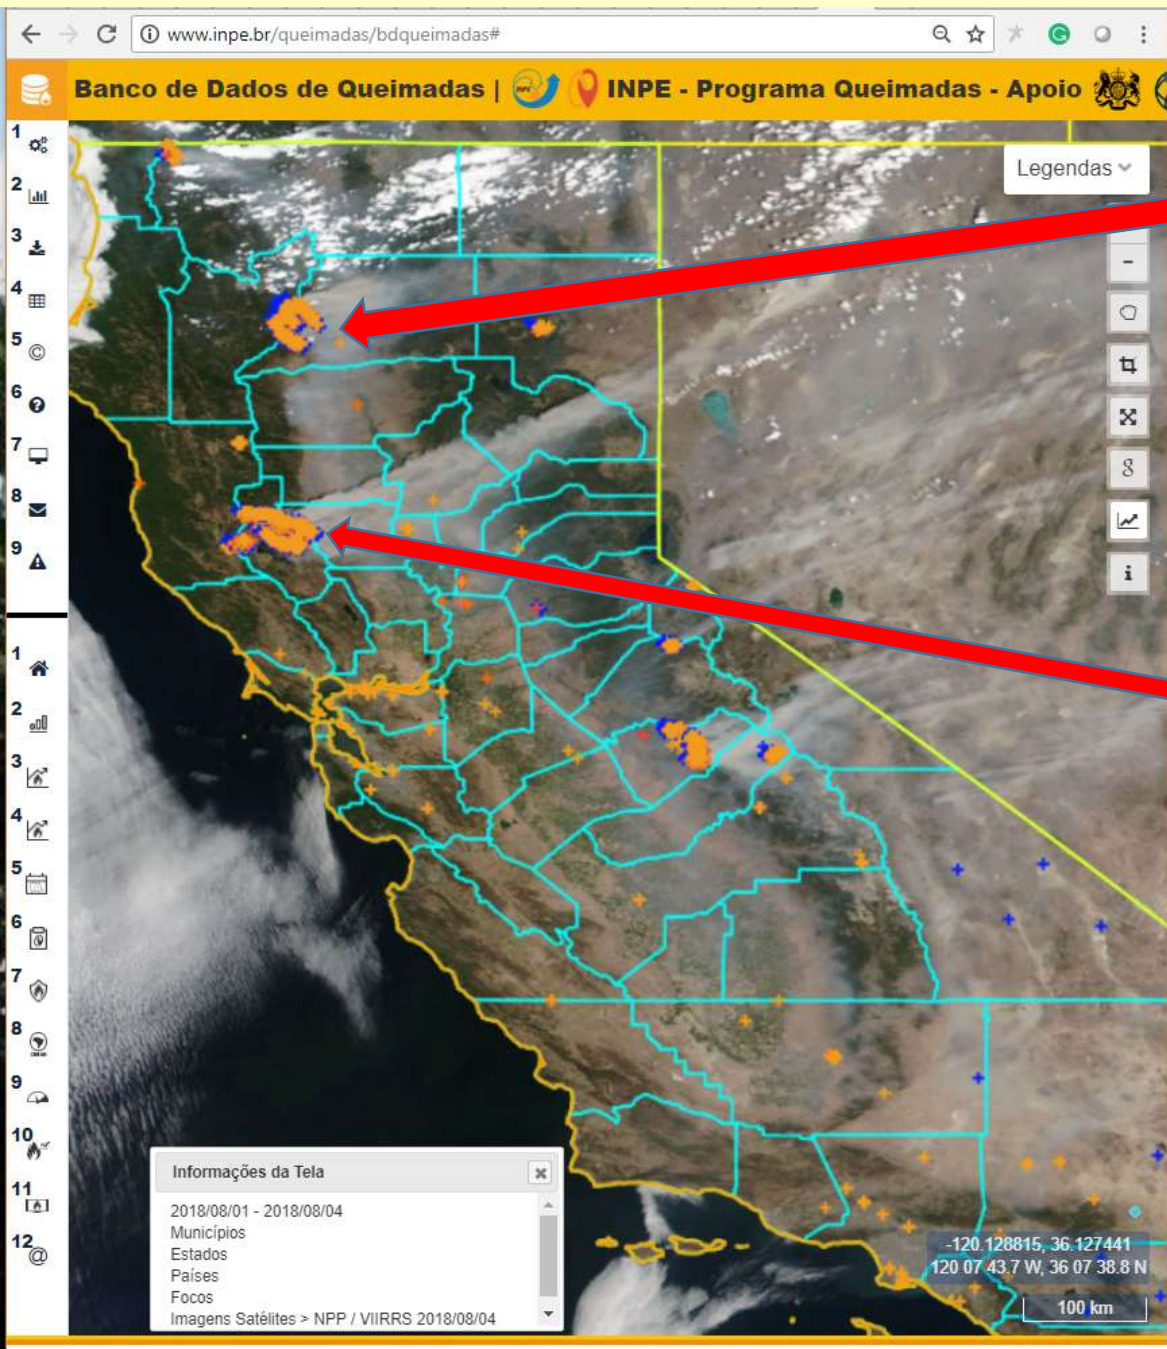 www.inpe.br/queimadas/bdqueimadas#
Banco de Dados de Queimadas | INPE - Programa Queimadas - Apoio
Legendas
1
2
3
4
5
6
7
8
9
1
2
3
4
5
6
7
8
9
10
11
12
Informações da Tela
2018/08/01 - 2018/08/04
Municípios
Estados
Países
Focos
Imagens Satélites > NPP / VIIRRS 2018/08/04
-120.128815, 36.127441
120 07 43.7 W, 36 07 38.8 N
100 km